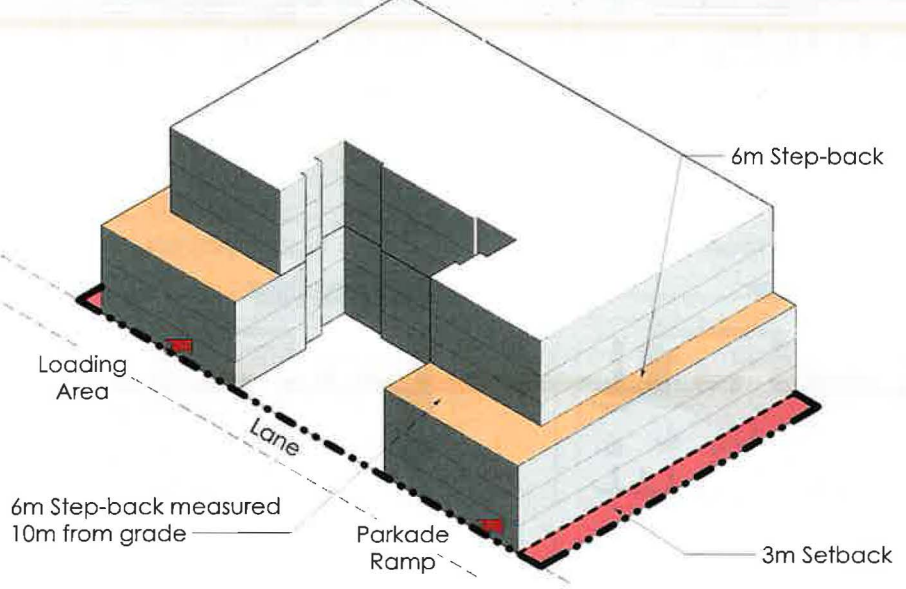 6m Step-back
Loading
Area
Lane
6m Step-back measured
10m from grade
Parkade
Ramp
3m Setback